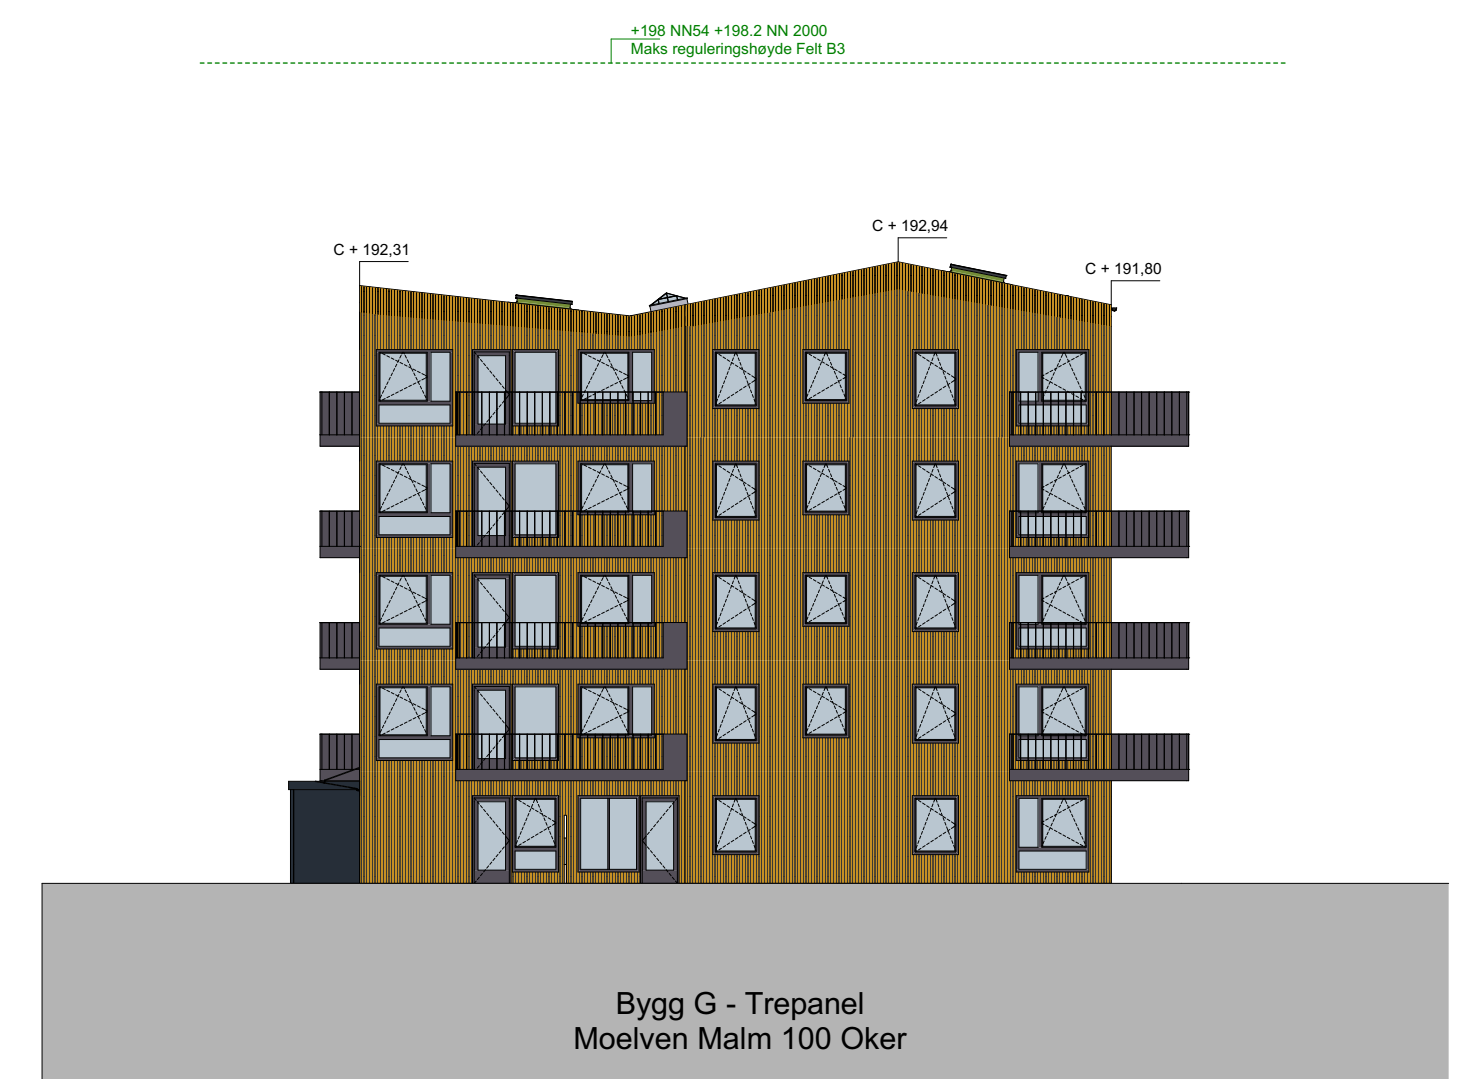 +198 NN54 +198.2 NN 2000
Maks reguleringshøyde Felt B3
C + 192,94
C + 192,31
C + 191,80
Bygg G - Trepanel
Moelven Malm 100 Oker